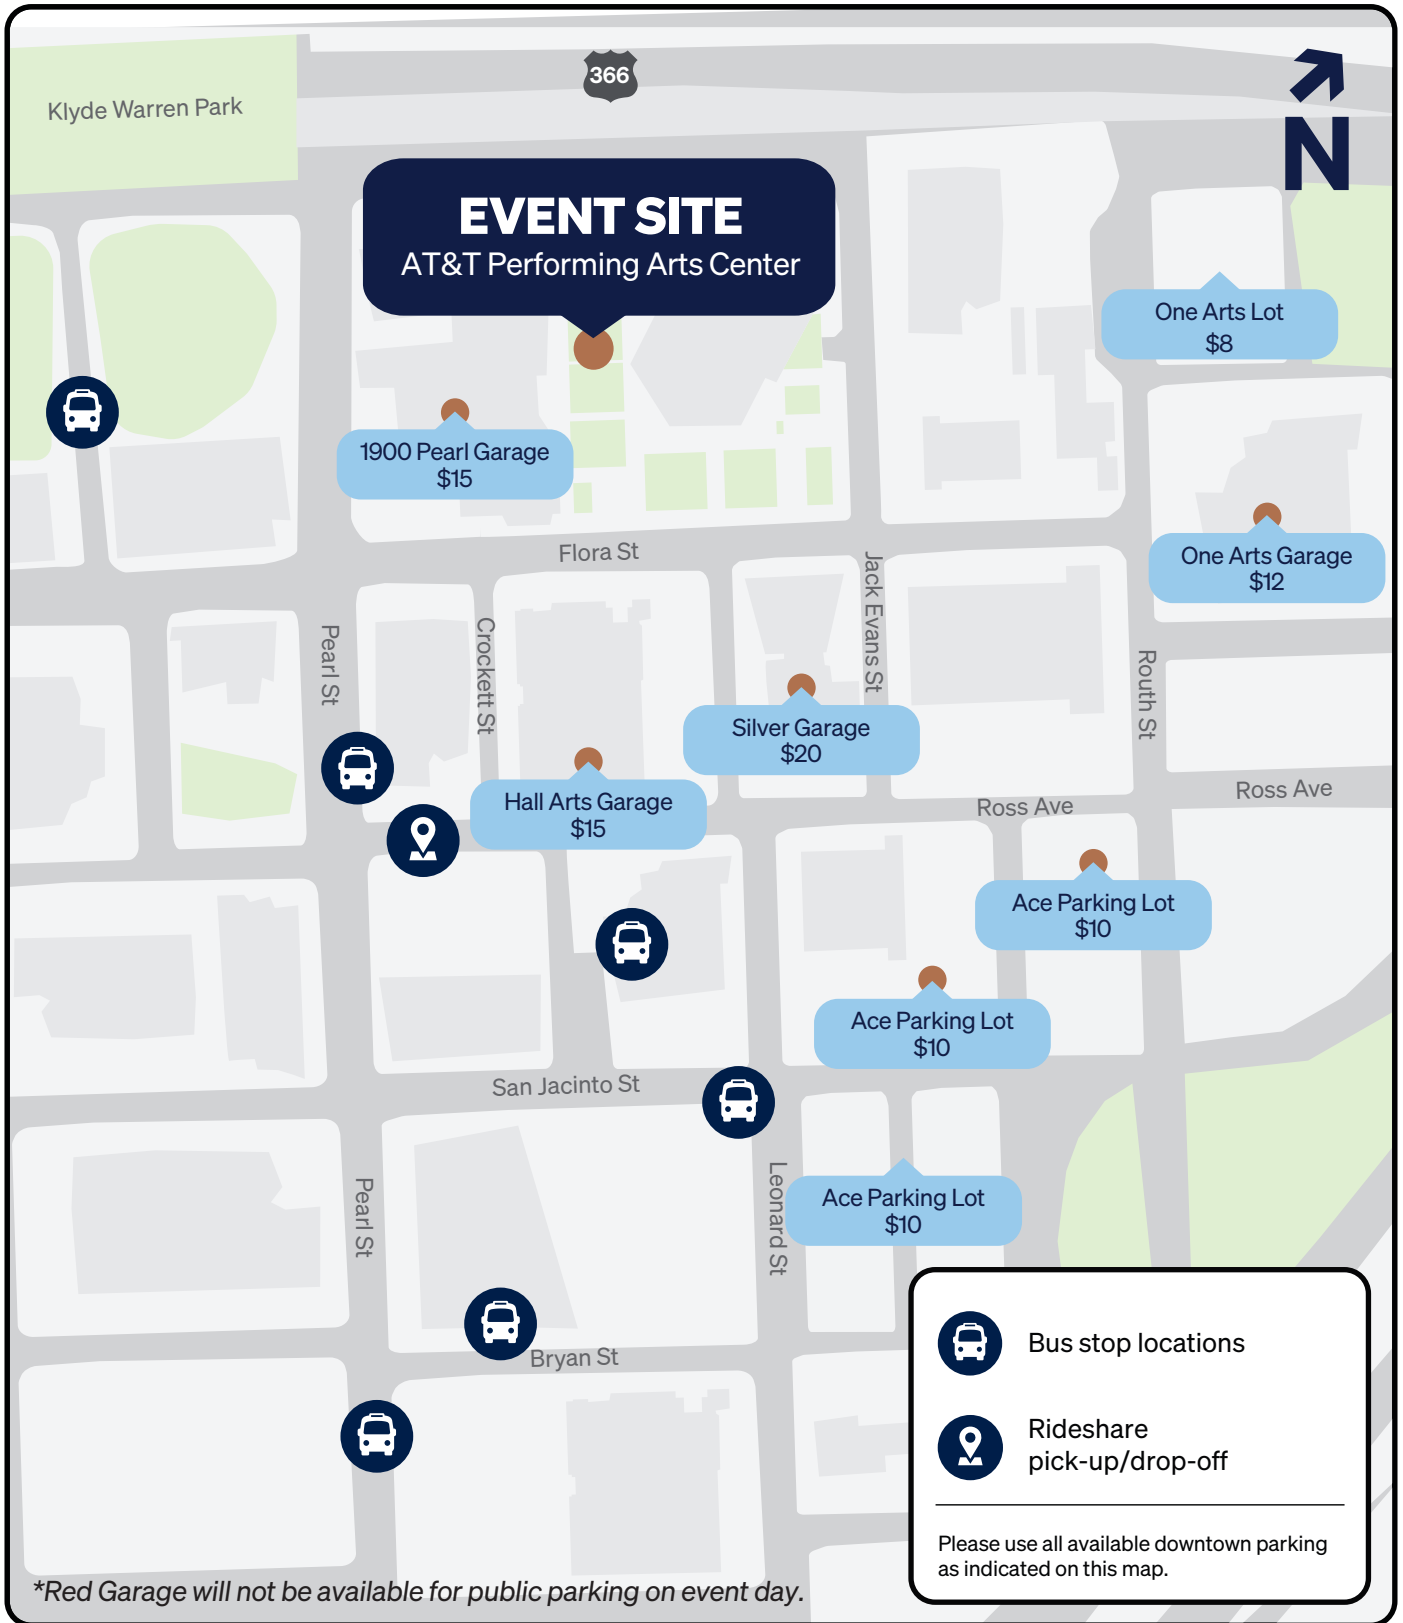 366
N
Klyde Warren Park
EVENT SITE
AT&T Performing Arts Center
One Arts Lot
$8
1900 Pearl Garage
$15
One Arts Garage
$12
Flora St
Jack Evans St
Pearl St
Crockett St
Routh St
Silver Garage
$20
Hall Arts Garage
$15
Ross Ave
Ross Ave
Ace Parking Lot
$10
Ace Parking Lot
$10
San Jacinto St
Pearl St
Leonard St
Ace Parking Lot
$10
Bryan St
Bus stop locations
Rideshare
pick-up/drop-off
Please use all available downtown parking
as indicated on this map.
*Red Garage will not be available for public parking on event day.